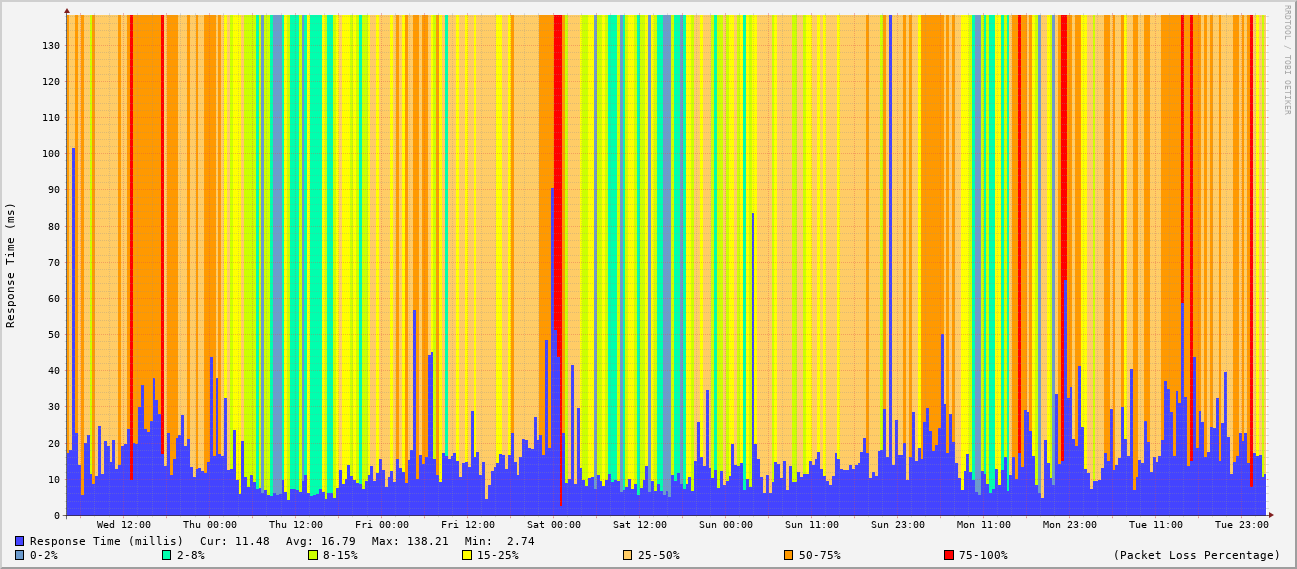 RRDTOOL / TOBI OETIKER
Response Time (ms)
130
120
110
100
90
80
70
60
50
40
30
20
10
0
Wed 12:00 Thu 00:00 Thu 12:00 Fri 00:00 Fri 12:00 Sat 00:00 Sat 12:00 Sun 00:00 Sun 11:00 Sun 23:00 Mon 11:00 Mon 23:00 Tue 11:00 Tue 23:00
Response Time (millis) Cur: 11.48 Avg: 16.79 Max: 138.21 Min: 2.74
0-2% 2-8% 8-15% 15-25% 25-50% 50-75% 75-100% (Packet Loss Percentage)